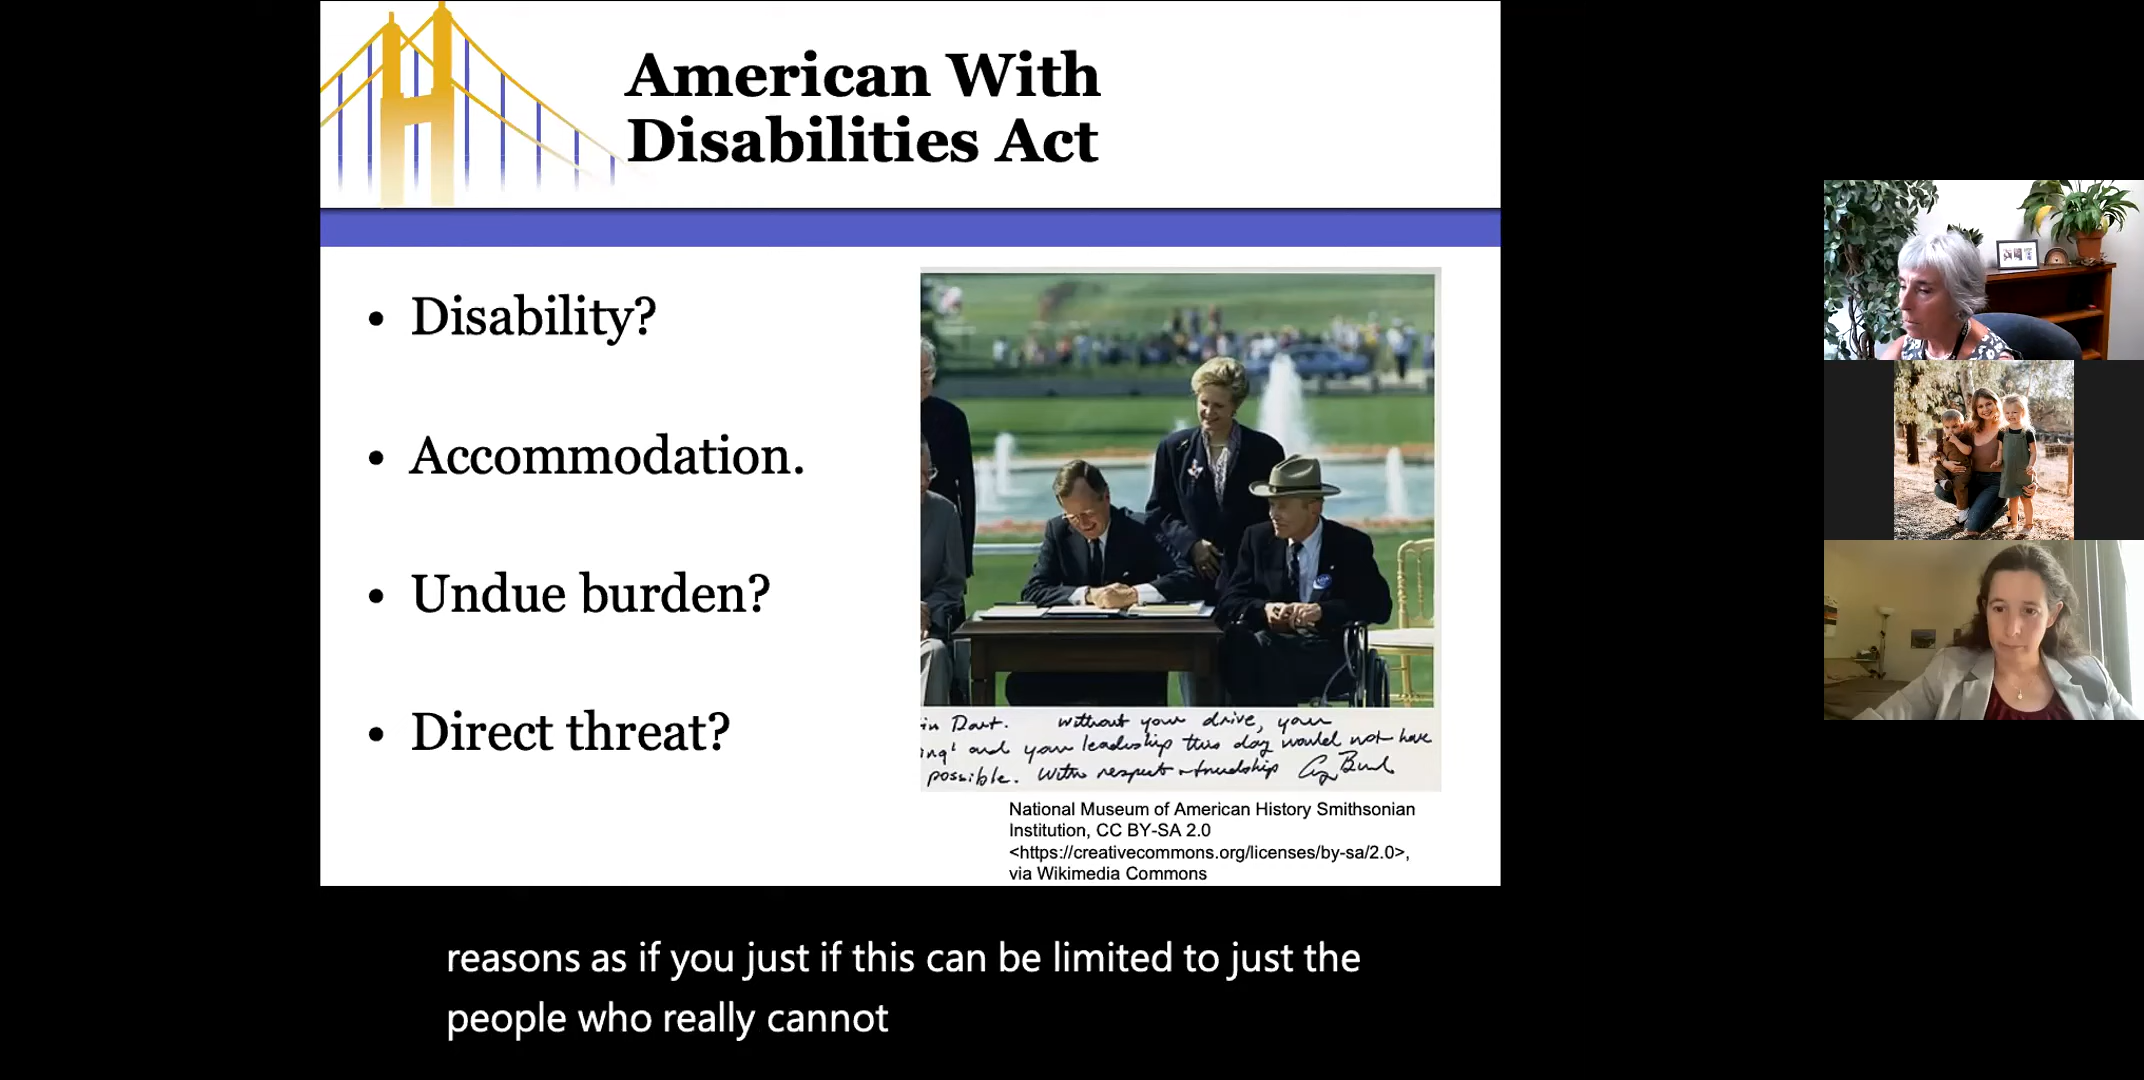 American With
Disabilities Act
• Disability?
• Accommodation.
• Undue burden?
• Direct threat?
in Dart. Without your drive, your
ing' and your leadership this day would not have
possible. With respect + friendship
National Museum of American History Smithsonian
Institution, CC BY-SA 2.0
<https://creativecommons.org/licenses/by-sa/2.0>,
via Wikimedia Commons
reasons as if you just if this can be limited to just the
people who really cannot